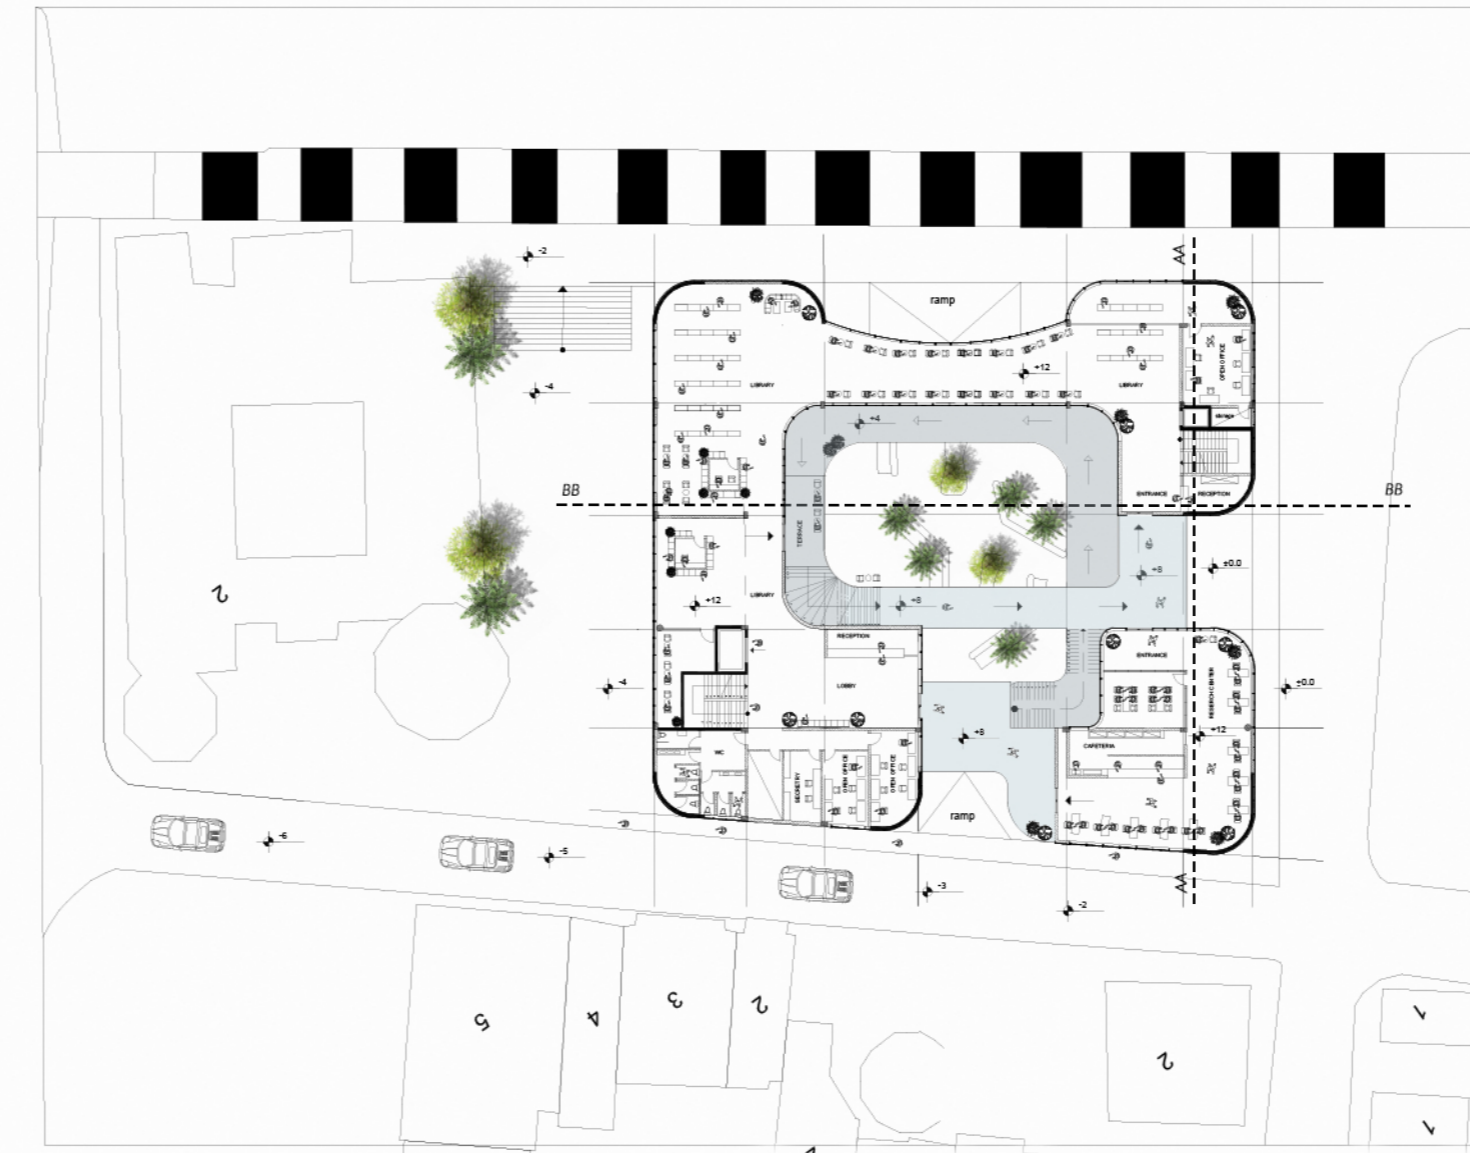 -2
AA
ramp
+12
OPEN OFFICE
LIBRARY
LIBRARY
-4
storage
+4
BB
BB
ENTRANCE
RECEPTION
TERRACE
±0.0
+8
2
LIBRARY
+12
+8
RECEPTION
ENTRANCE
-4
LOBBY
RESERCH CENTER
±0.0
+8
+12
CAFETERIA
WC
OPEN OFFICE
OPEN OFFICE
ramp
-6
-5
-3
AA
-2
5
4
3
2
2
1
1